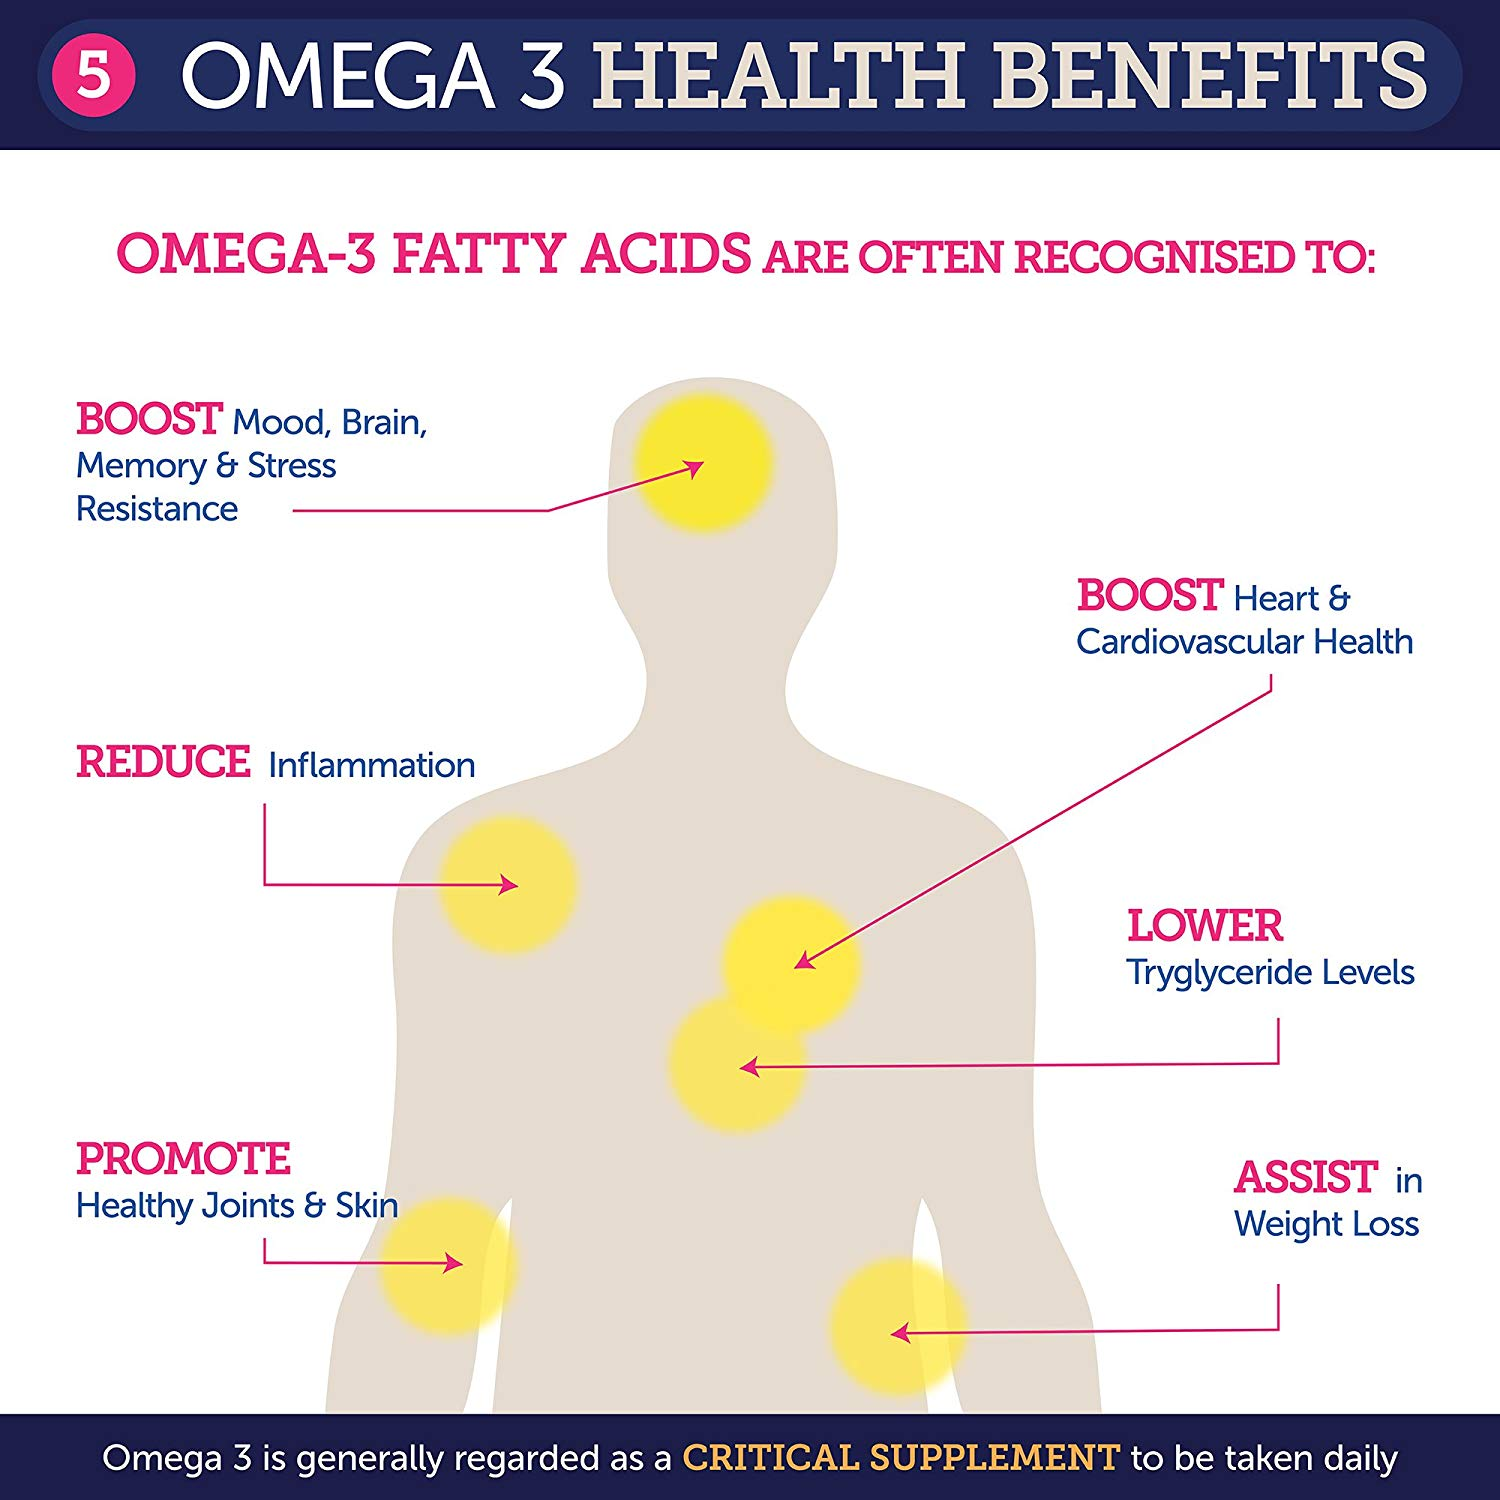 5 OMEGA 3 HEALTH BENEFITS
OMEGA-3 FATTY ACIDS ARE OFTEN RECOGNISED TO:
BOOST Mood, Brain,
Memory & Stress
Resistance
BOOST Heart &
Cardiovascular Health
REDUCE Inflammation
LOWER
Tryglyceride Levels
PROMOTE
Healthy Joints & Skin
ASSIST in
Weight Loss
Omega 3 is generally regarded as a CRITICAL SUPPLEMENT to be taken daily